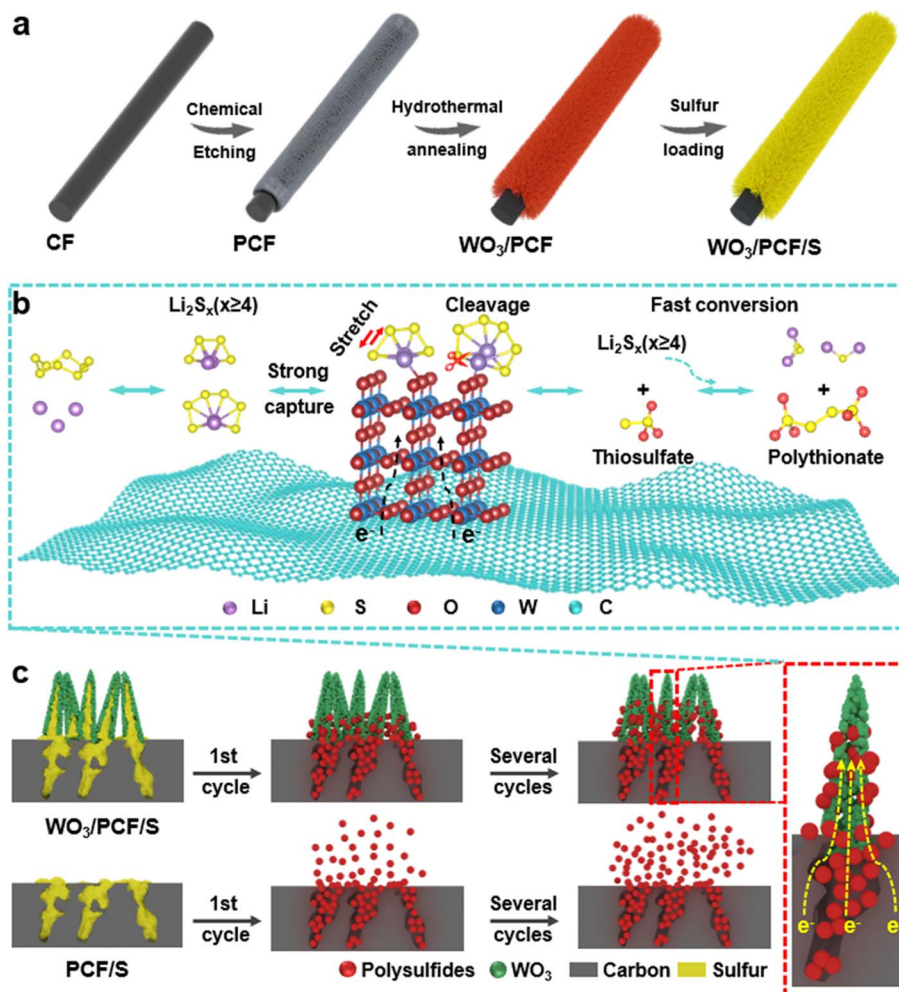 a
Chemical
Etching
Hydrothermal
annealing
Sulfur
loading
CF
PCF
WO₃/PCF
WO₃/PCF/S
b
Li₂Sₓ(x≥4)
Stretch
Cleavage
Fast conversion
Li₂Sₓ(x≥4)
Strong
capture
+
+
Thiosulfate
Polythionate
e⁻
e⁻
Li
S
O
W
C
c
1st
cycle
Several
cycles
WO₃/PCF/S
1st
cycle
Several
cycles
PCF/S
e⁻
e⁻
e⁻
Polysulfides
WO₃
Carbon
Sulfur